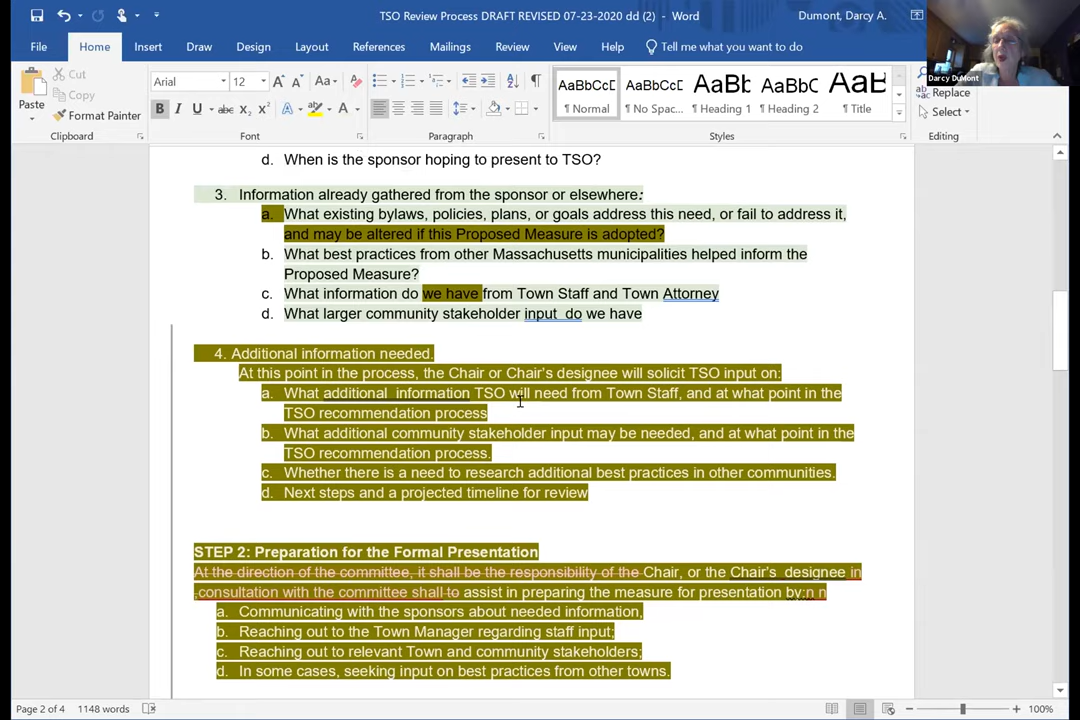 TSO Review Process DRAFT REVISED 07-23-2020 dd (2) - Word
Dumont, Darcy A.
File Home Insert Draw Design Layout References Mailings Review View Help Tell me what you want to do
Darcy DuMont
Paste
Cut
Copy
Format Painter
Clipboard
Arial 12
Font
Paragraph
AaBbCcDd AaBbCcDd AaBbC AaBbC AaB
¶ Normal ¶ No Spac... ¶ Heading 1 ¶ Heading 2 ¶ Title
Styles
Replace
Select
Editing
d. When is the sponsor hoping to present to TSO?
3. Information already gathered from the sponsor or elsewhere:
a. What existing bylaws, policies, plans, or goals address this need, or fail to address it,
and may be altered if this Proposed Measure is adopted?
b. What best practices from other Massachusetts municipalities helped inform the
Proposed Measure?
c. What information do we have from Town Staff and Town Attorney
d. What larger community stakeholder input do we have
4. Additional information needed.
At this point in the process, the Chair or Chair's designee will solicit TSO input on:
a. What additional information TSO will need from Town Staff, and at what point in the
TSO recommendation process
b. What additional community stakeholder input may be needed, and at what point in the
TSO recommendation process.
c. Whether there is a need to research additional best practices in other communities.
d. Next steps and a projected timeline for review
STEP 2: Preparation for the Formal Presentation
At the direction of the committee, it shall be the responsibility of the Chair, or the Chair's designee in
,consultation with the committee shall to assist in preparing the measure for presentation by:n n
a. Communicating with the sponsors about needed information,
b. Reaching out to the Town Manager regarding staff input;
c. Reaching out to relevant Town and community stakeholders;
d. In some cases, seeking input on best practices from other towns.
Page 2 of 4 1148 words
100%